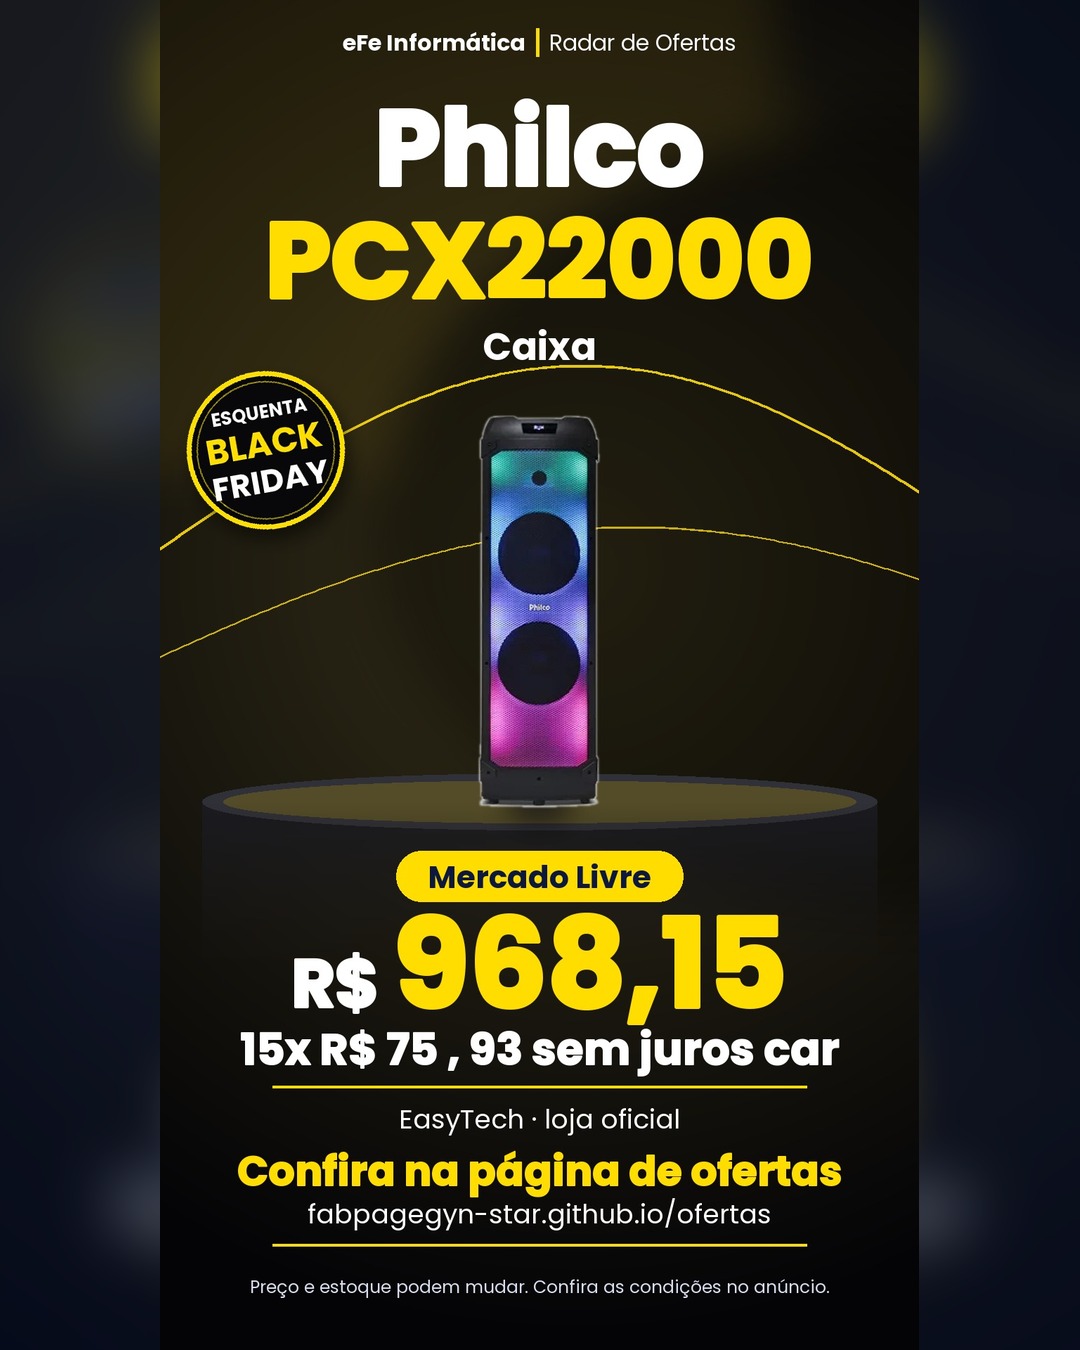 eFe Informática | Radar de Ofertas
Philco
PCX22000
Caixa
ESQUENTA
BLACK
FRIDAY
Philco
Mercado Livre
R$ 968,15
15x R$ 75 , 93 sem juros car
EasyTech · loja oficial
Confira na página de ofertas
fabpagegyn-star.github.io/ofertas
Preço e estoque podem mudar. Confira as condições no anúncio.